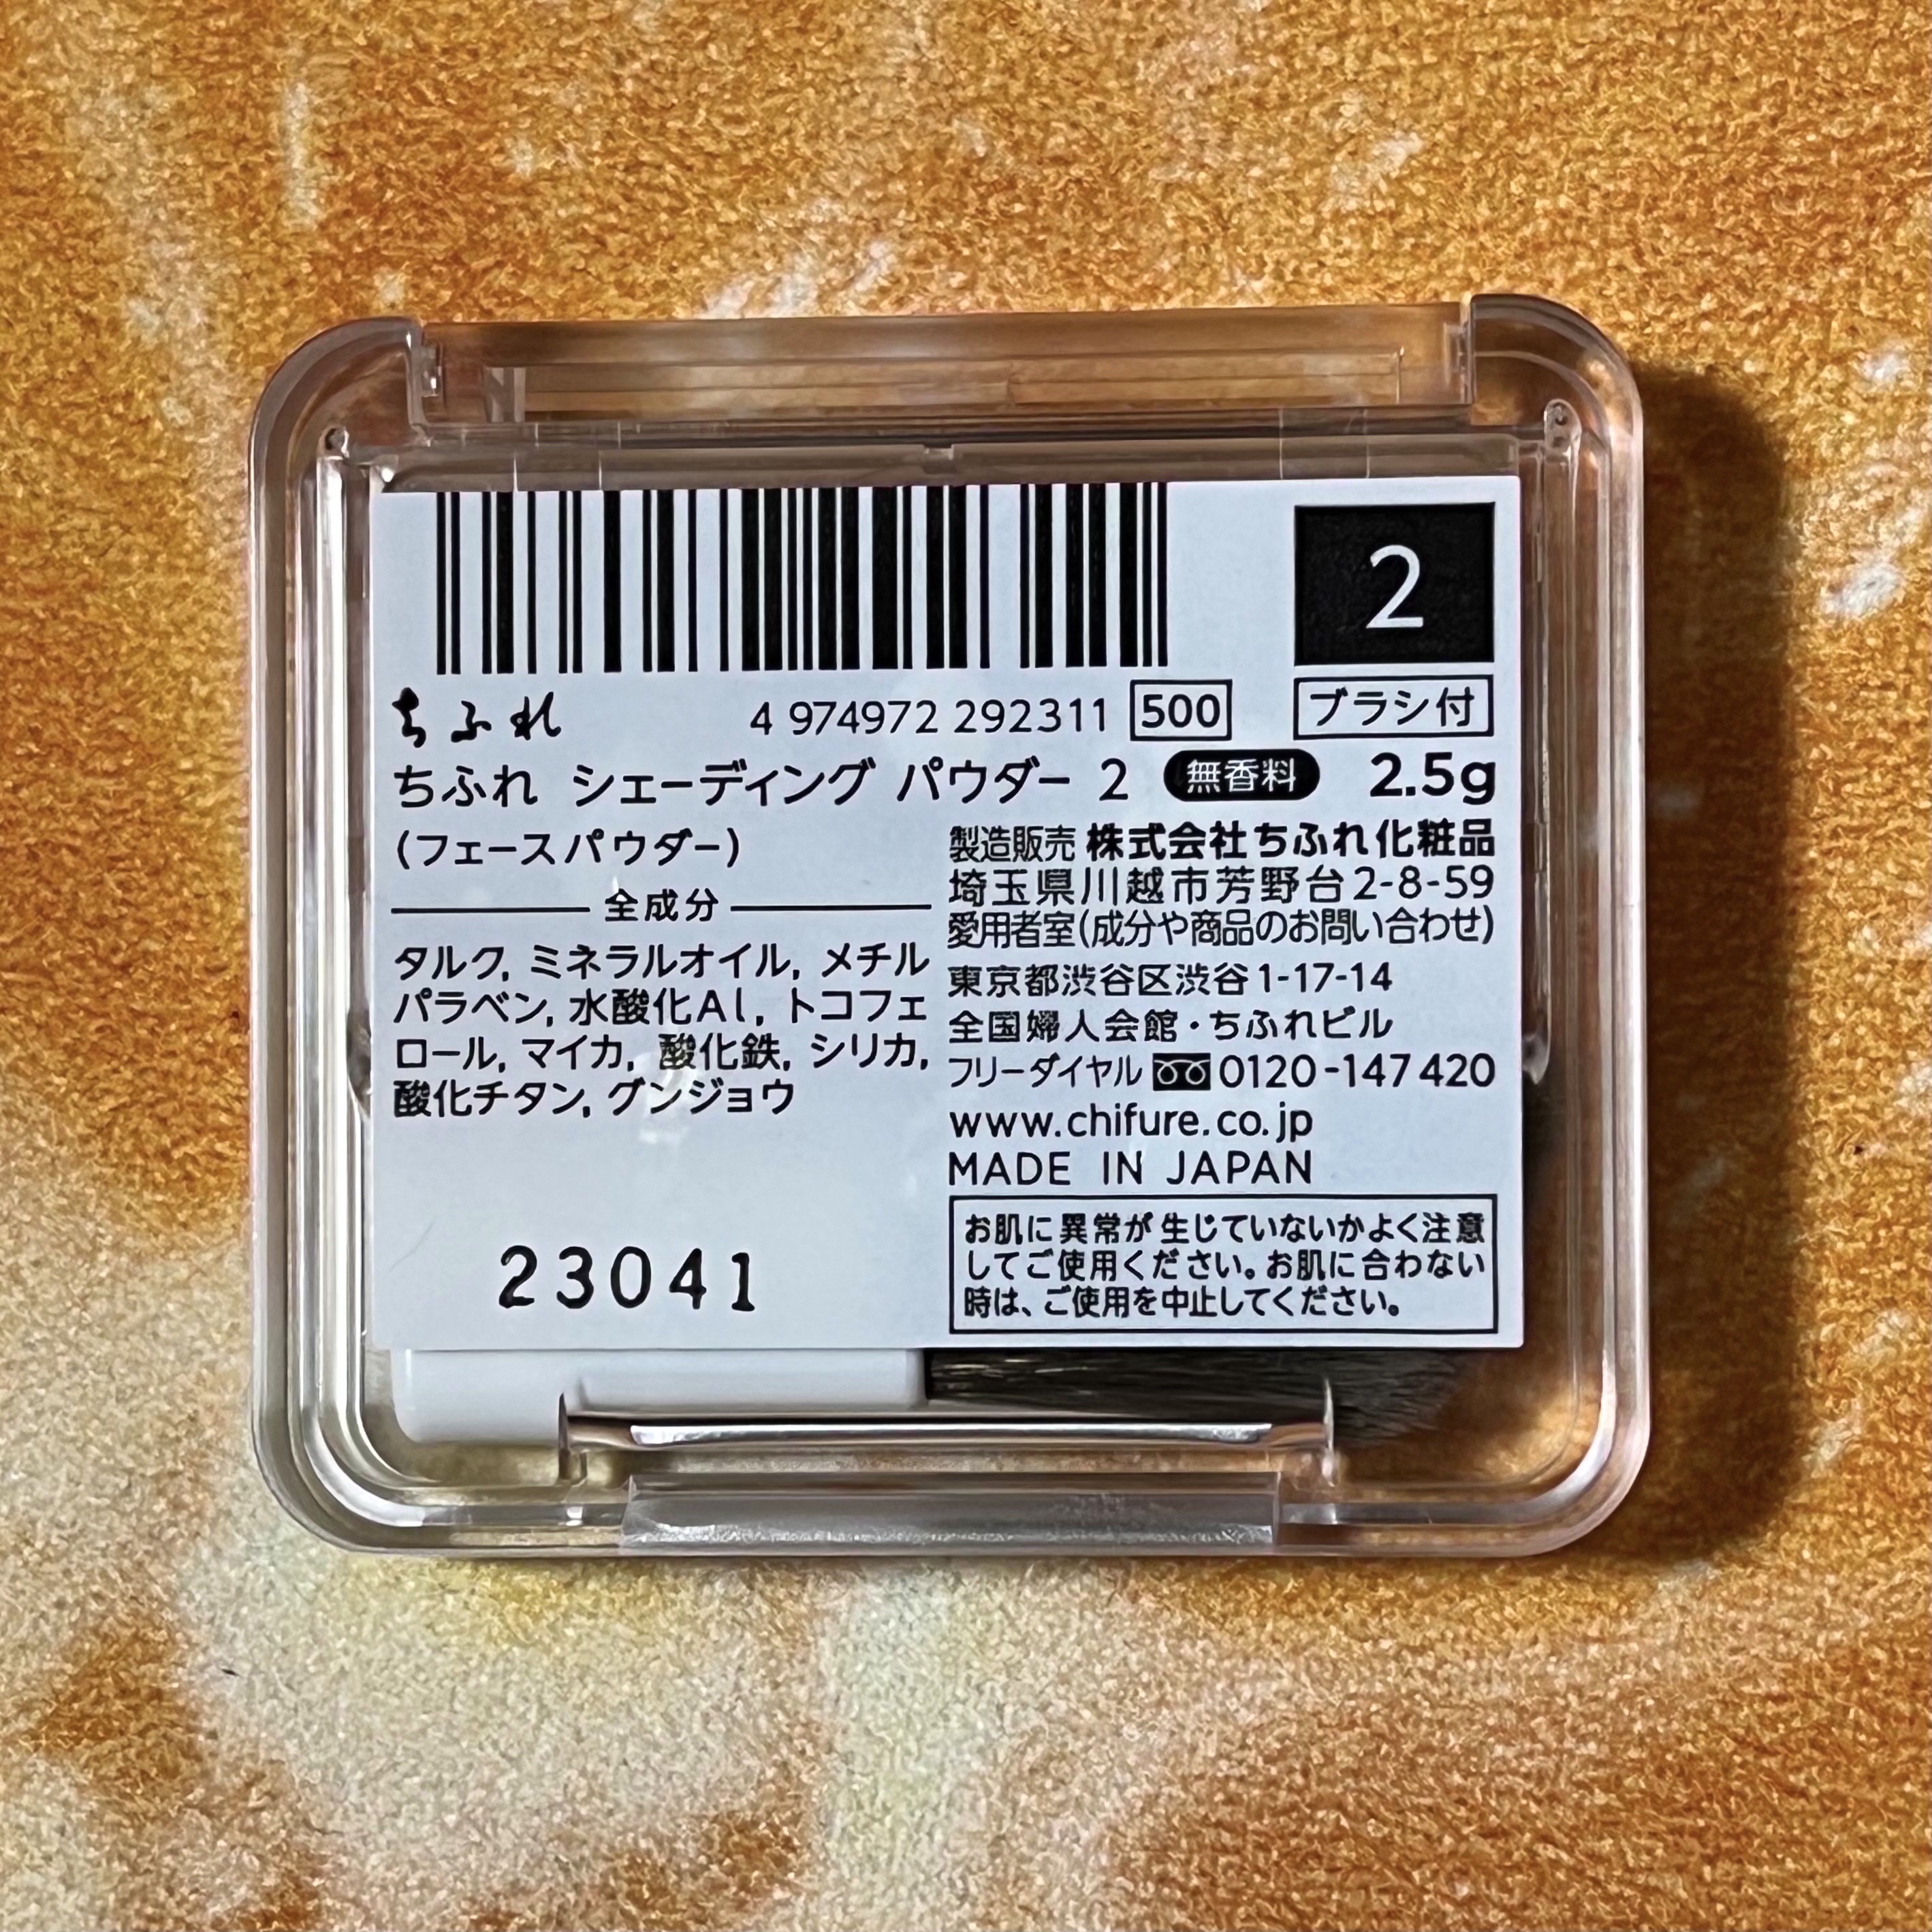 2
ちふれ 4 974972 292311 500 ブラシ付
ちふれ シェーディング パウダー 2 無香料 2.5g
(フェースパウダー)
全成分
タルク, ミネラルオイル, メチル
パラベン, 水酸化Al, トコフェ
ロール, マイカ, 酸化鉄, シリカ,
酸化チタン, グンジョウ
23041
製造販売 株式会社ちふれ化粧品
埼玉県川越市芳野台2-8-59
愛用者室(成分や商品のお問い合わせ)
東京都渋谷区渋谷1-17-14
全国婦人会館・ちふれビル
フリーダイヤル 0120-147420
www.chifure.co.jp
MADE IN JAPAN
お肌に異常が生じていないかよく注意
してご使用ください。お肌に合わない
時は、ご使用を中止してください。